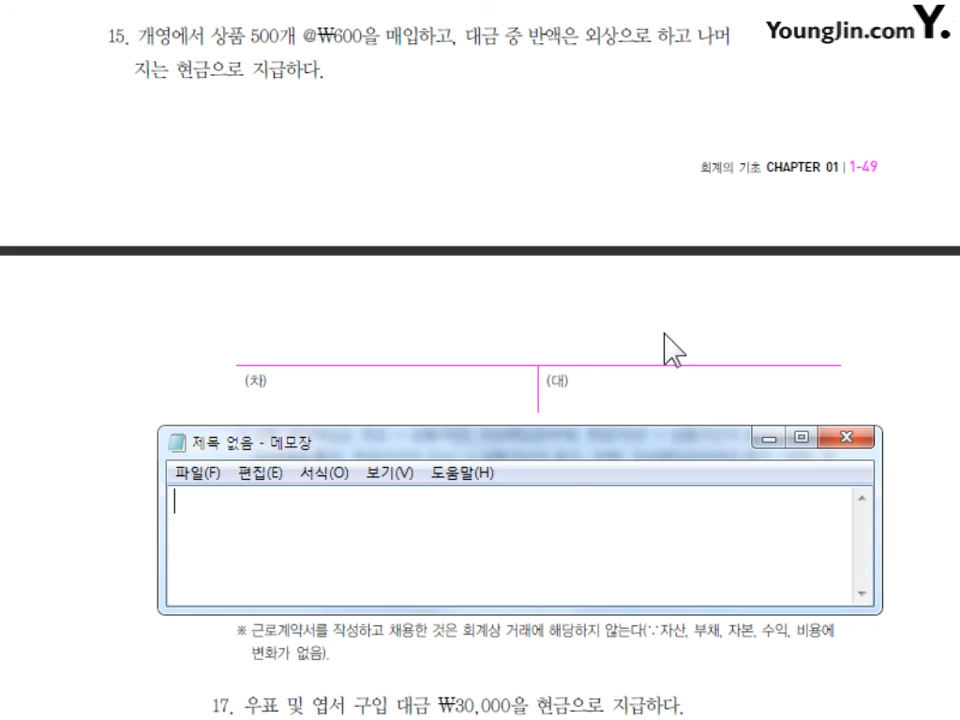 YoungJin.com Y.
15. 개영에서 상품 500개 @₩600을 매입하고, 대금 중 반액은 외상으로 하고 나머
지는 현금으로 지급하다.
회계의 기초 CHAPTER 01 | 1-49
(차) (대)
제목 없음 - 메모장
파일(F) 편집(E) 서식(O) 보기(V) 도움말(H)
※ 근로계약서를 작성하고 채용한 것은 회계상 거래에 해당하지 않는다(∵자산, 부채, 자본, 수익, 비용에
변화가 없음).
17. 우표 및 엽서 구입 대금 ₩30,000을 현금으로 지급하다.